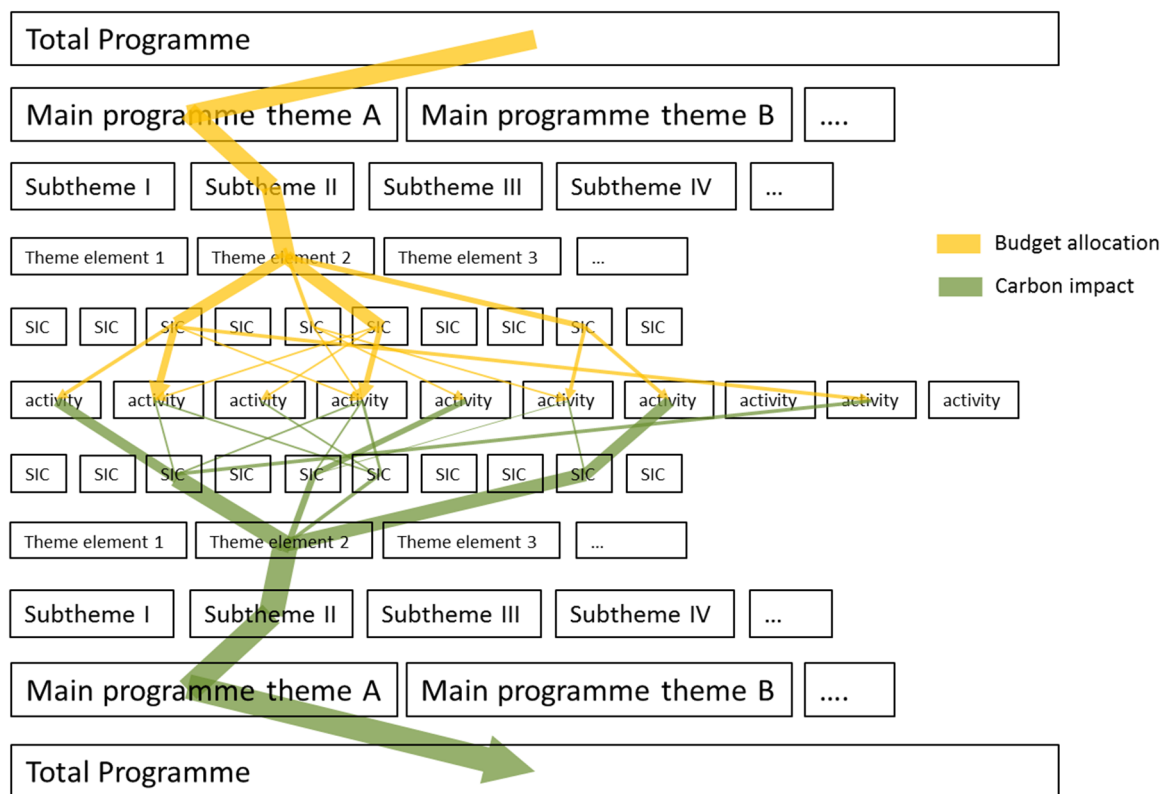 Total Programme
Main programme theme A Main programme theme B ....
Subtheme I Subtheme II Subtheme III Subtheme IV ...
Budget allocation
Theme element 1 Theme element 2 Theme element 3 ...
Carbon impact
SIC SIC SIC SIC SIC SIC SIC SIC SIC SIC
activity activity activity activity activity activity activity activity activity activity
SIC SIC SIC SIC SIC SIC SIC SIC SIC SIC
Theme element 1 Theme element 2 Theme element 3 ...
Subtheme I Subtheme II Subtheme III Subtheme IV ...
Main programme theme A Main programme theme B ....
Total Programme